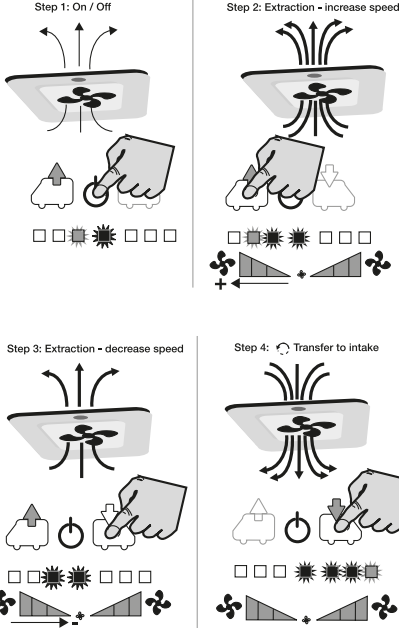 Step 1: On / Off
Step 2: Extraction - increase speed
+
Step 3: Extraction - decrease speed
-
Step 4: Transfer to intake